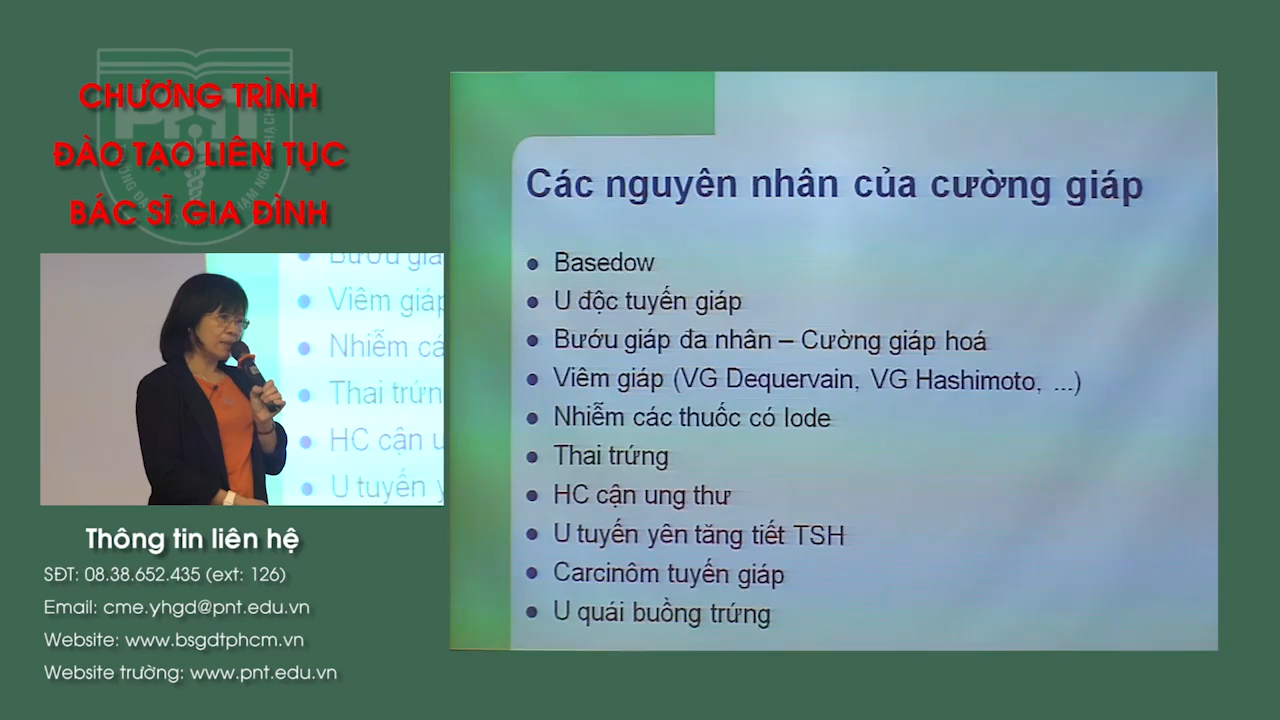 CHƯƠNG TRÌNH
ĐÀO TẠO LIÊN TỤC
BÁC SĨ GIA ĐÌNH
PNT
Bướu giá
Viêm giáp
Nhiễm cá
Thai trứn
HC cận u
U tuyến y
Thông tin liên hệ
SĐT: 08.38.652.435 (ext: 126)
Email: cme.yhgd@pnt.edu.vn
Website: www.bsgdtphcm.vn
Website trường: www.pnt.edu.vn
Các nguyên nhân của cường giáp
Basedow
U độc tuyến giáp
Bướu giáp đa nhân – Cường giáp hoá
Viêm giáp (VG Dequervain, VG Hashimoto, ...)
Nhiễm các thuốc có Iode
Thai trứng
HC cận ung thư
U tuyến yên tăng tiết TSH
Carcinôm tuyến giáp
U quái buồng trứng